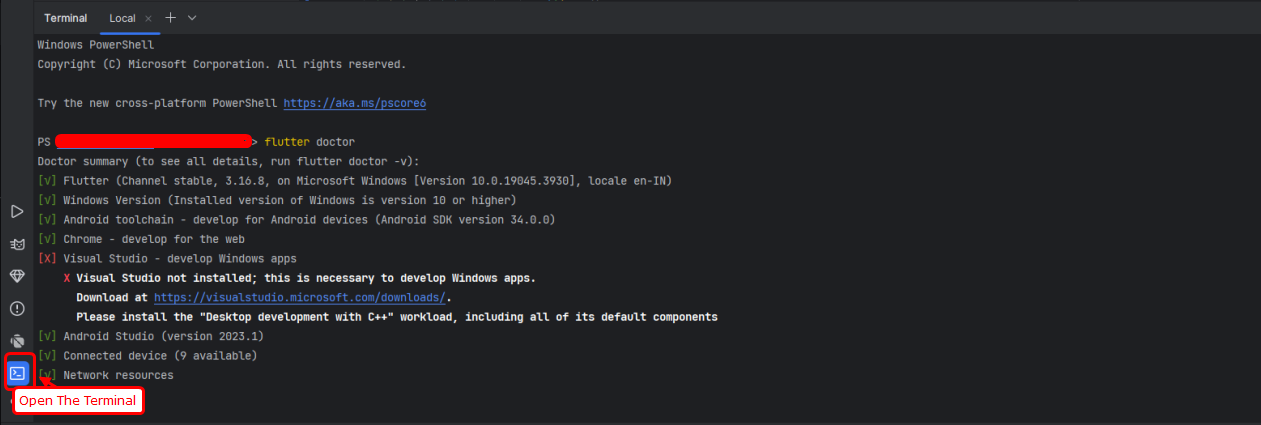 Terminal Local
Windows PowerShell
Copyright (C) Microsoft Corporation. All rights reserved.
Try the new cross-platform PowerShell https://aka.ms/pscore6
PS > flutter doctor
Doctor summary (to see all details, run flutter doctor -v):
[√] Flutter (Channel stable, 3.16.8, on Microsoft Windows [Version 10.0.19045.3930], locale en-IN)
[√] Windows Version (Installed version of Windows is version 10 or higher)
[√] Android toolchain - develop for Android devices (Android SDK version 34.0.0)
[√] Chrome - develop for the web
[X] Visual Studio - develop Windows apps
X Visual Studio not installed; this is necessary to develop Windows apps.
Download at https://visualstudio.microsoft.com/downloads/.
Please install the "Desktop development with C++" workload, including all of its default components
[√] Android Studio (version 2023.1)
[√] Connected device (9 available)
[√] Network resources
Open The Terminal